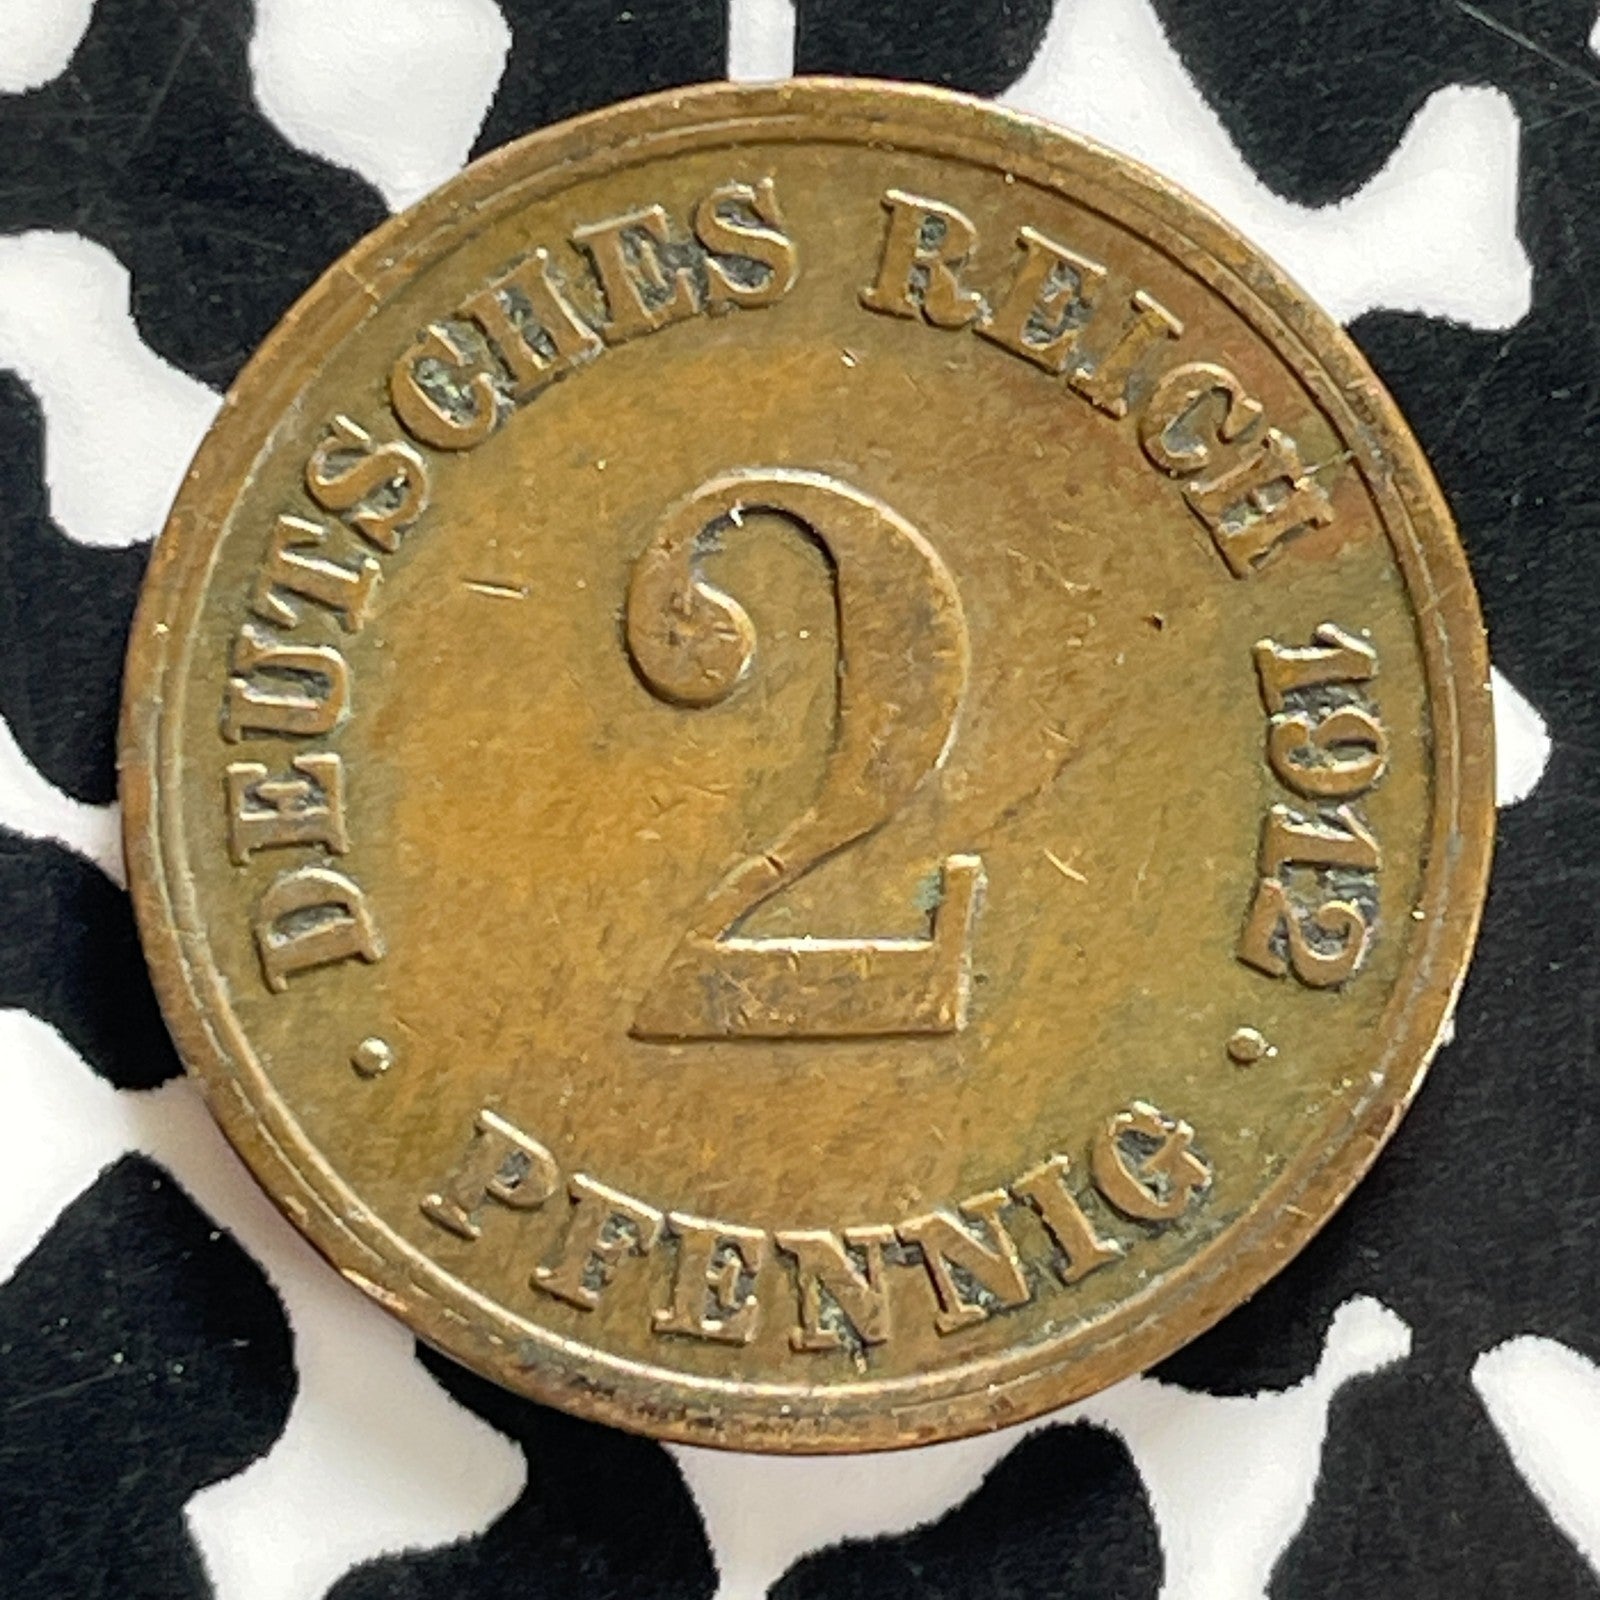 DEUTSCHES REICH 1912
2
· PFENNIG ·